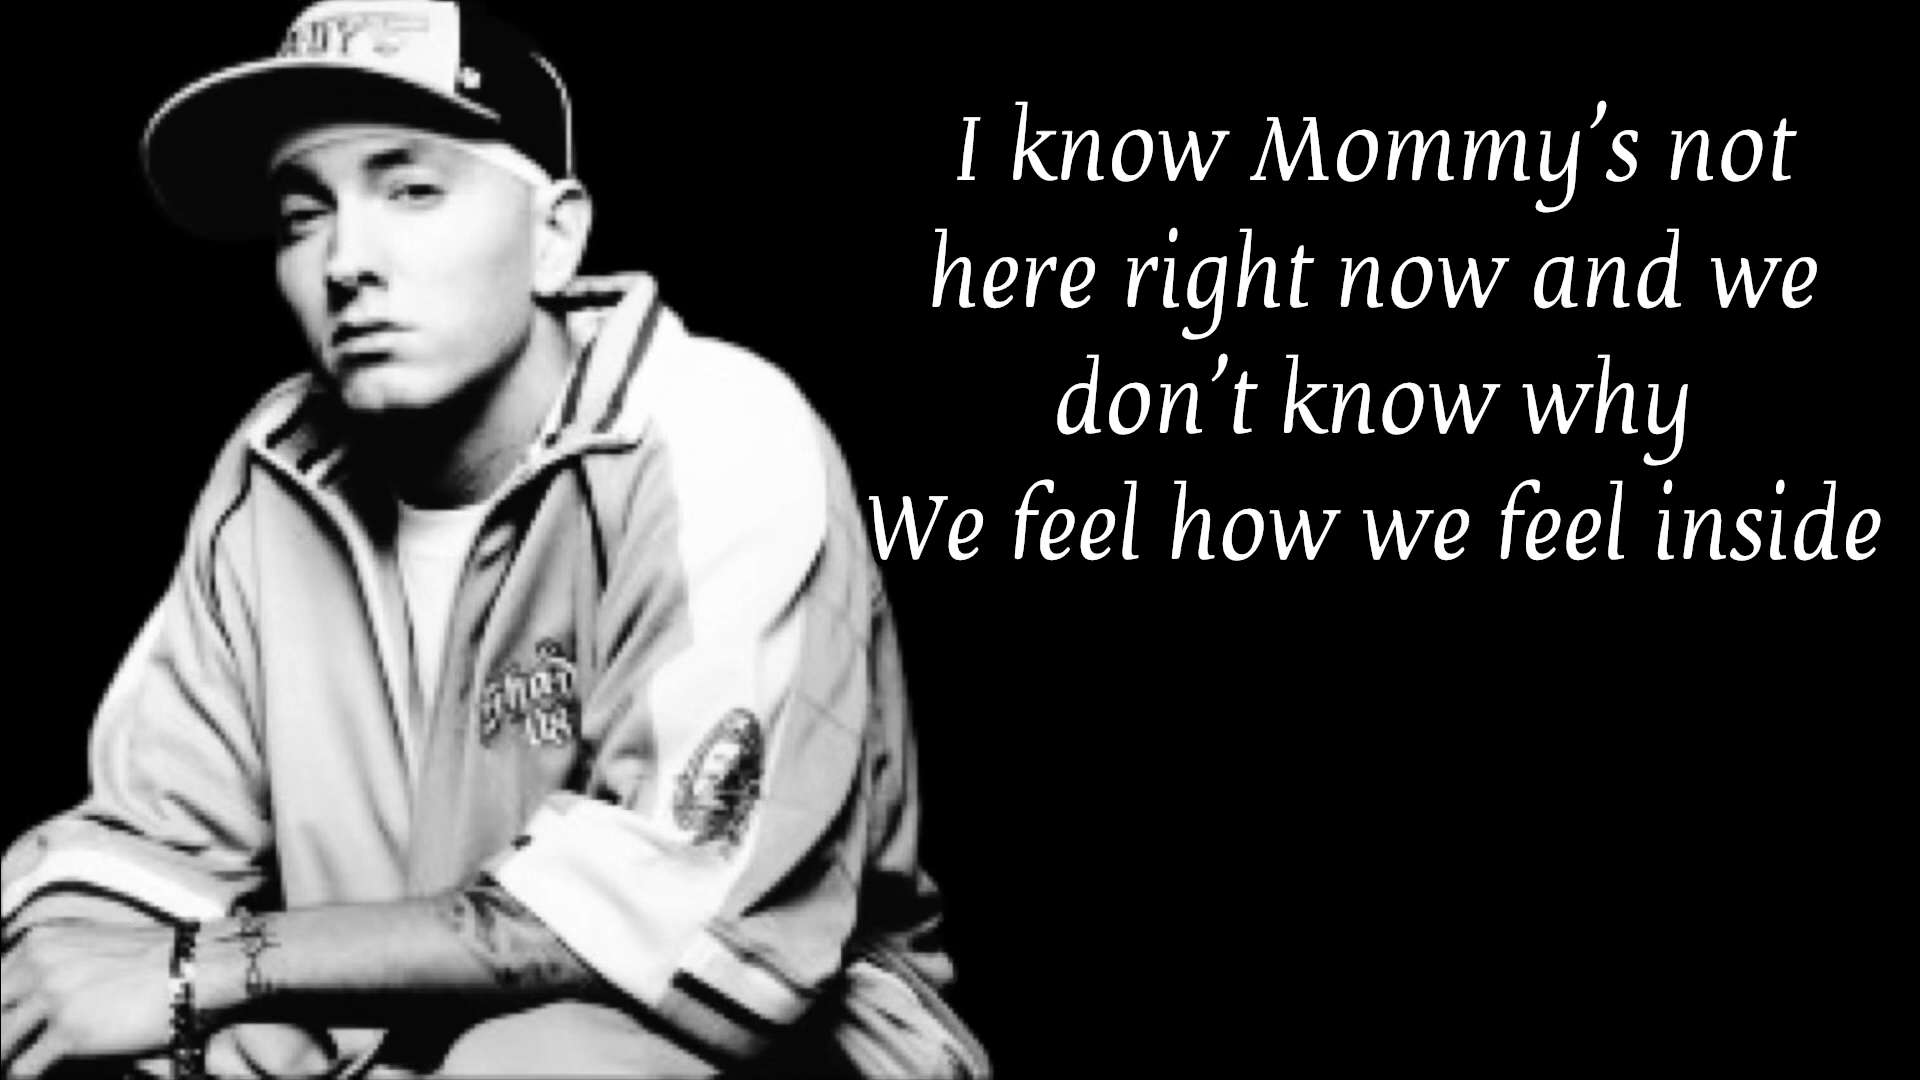 I know Mommy’s not
here right now and we
don’t know why
We feel how we feel inside